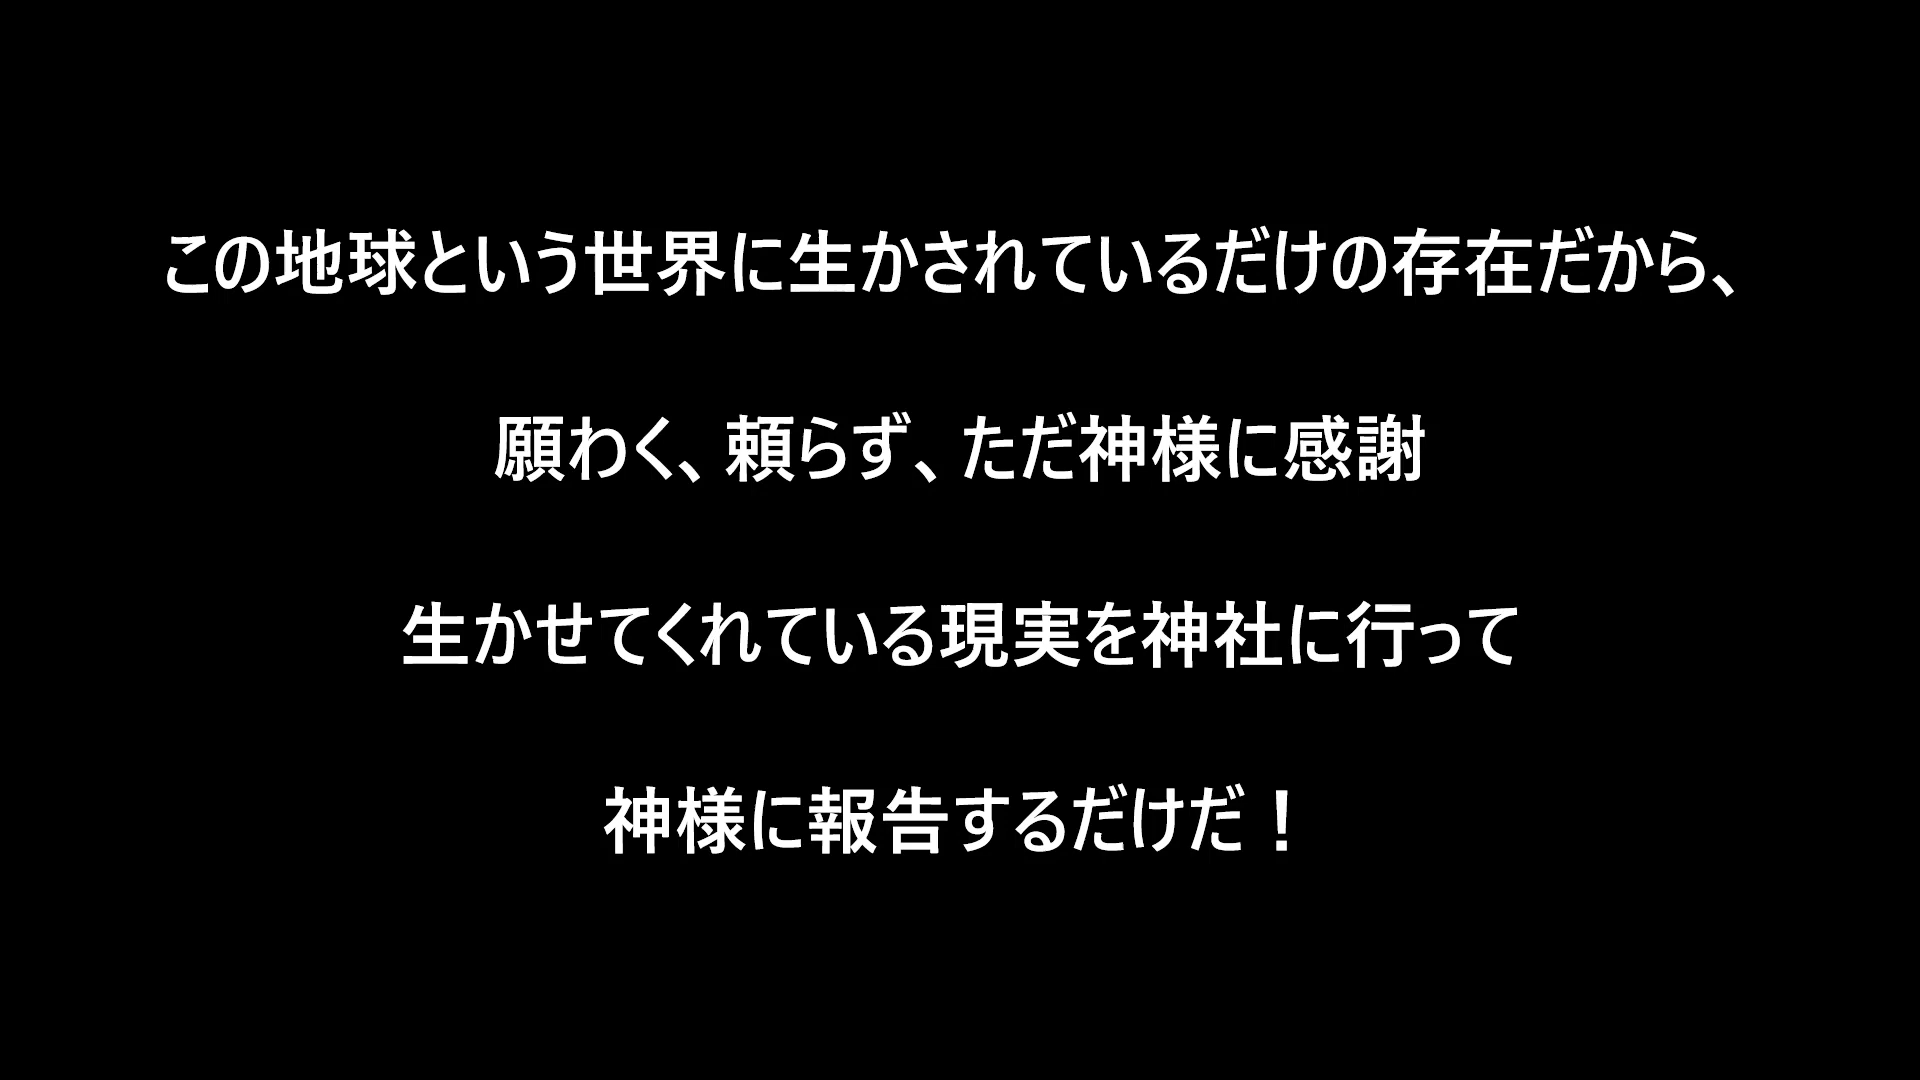 この地球という世界に生かされているだけの存在だから、
願わく、頼らず、ただ神様に感謝
生かせてくれている現実を神社に行って
神様に報告するだけだ！